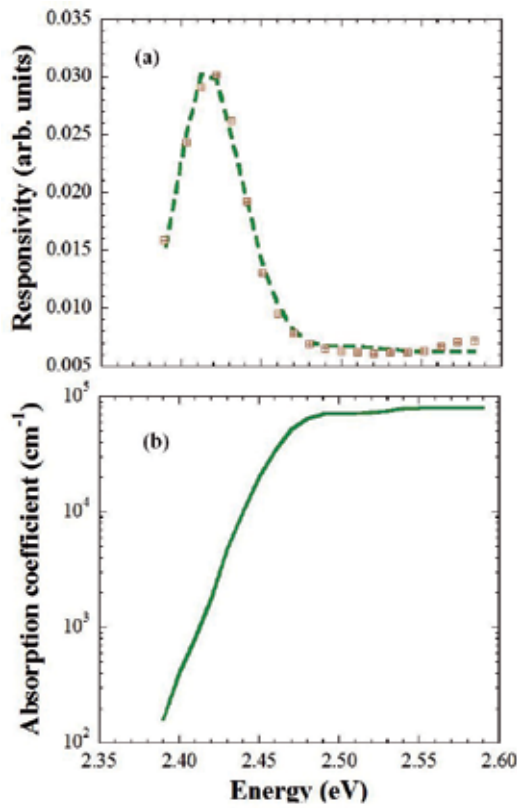 0.035
(a)
0.030
0.025
0.020
0.015
0.010
0.005
Responsivity (arb. units)
10⁵
(b)
10⁴
10³
10²
Absorption coefficient (cm⁻¹)
2.35 2.40 2.45 2.50 2.55 2.60
Energy (eV)